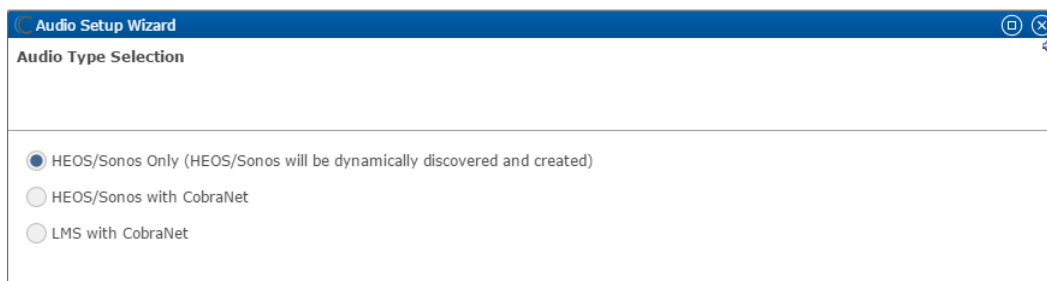 Audio Setup Wizard
Audio Type Selection
HEOS/Sonos Only (HEOS/Sonos will be dynamically discovered and created)
HEOS/Sonos with CobraNet
LMS with CobraNet